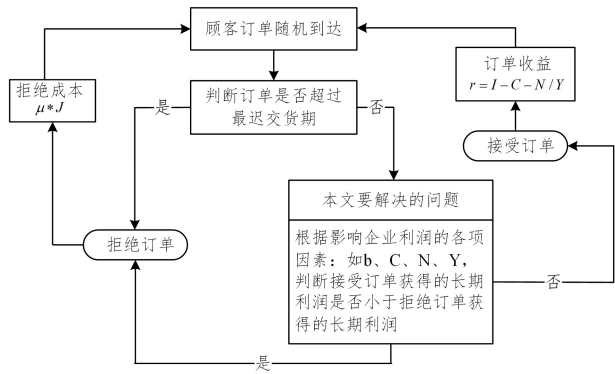 顾客订单随机到达
拒绝成本
μ*J
订单收益
r=I-C-N/Y
是
判断订单是否超过
最迟交货期
否
接受订单
本文要解决的问题
拒绝订单
根据影响企业利润的各项
因素：如b、C、N、Y，
判断接受订单获得的长期
利润是否小于拒绝订单获
得的长期利润
否
是